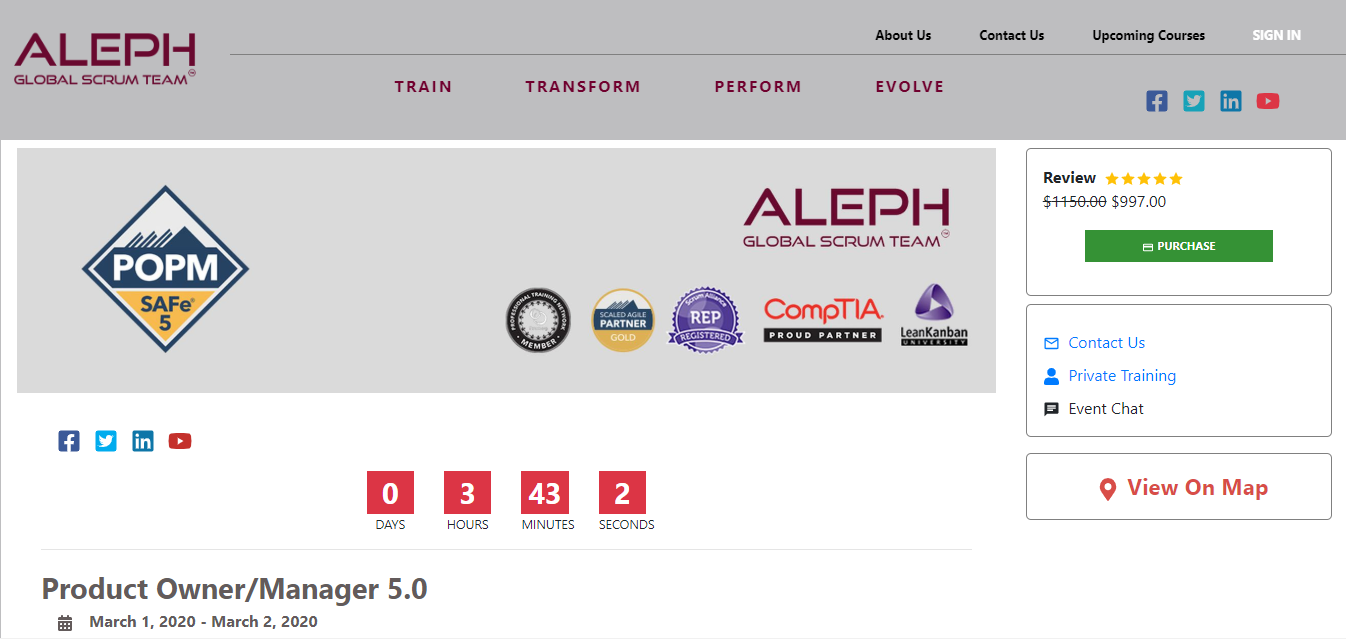 ALEPH
GLOBAL SCRUM TEAM
About Us
Contact Us
Upcoming Courses
SIGN IN
TRAIN
TRANSFORM
PERFORM
EVOLVE
POPM
SAFe®
5
ALEPH
GLOBAL SCRUM TEAM
PROFESSIONAL TRAINING NETWORK
MEMBER
SCALED AGILE
PARTNER
GOLD
Scrum Alliance
REP
REGISTERED
CompTIA.
PROUD PARTNER
LeanKanban
UNIVERSITY
Review
$1150.00 $997.00
PURCHASE
Contact Us
Private Training
Event Chat
View On Map
0
DAYS
3
HOURS
43
MINUTES
2
SECONDS
Product Owner/Manager 5.0
March 1, 2020 - March 2, 2020